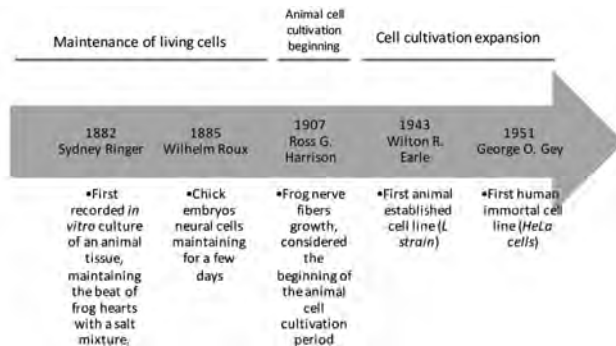 Maintenance of living cells
Animal cell
cultivation
beginning
Cell cultivation expansion
1882
Sydney Ringer
1885
Wilhelm Roux
1907
Ross G.
Harrison
1943
Wilton R.
Earle
1951
George O. Gey
•First
recorded in
vitro culture
of an animal
tissue,
maintaining
the beat of
frog hearts
with a salt
mixture,
•Chick
embryos
neural cells
maintaining
for a few
days
•Frog nerve
fibers
growth,
considered
the
beginning of
the animal
cell
cultivation
period
•First animal
established
cell line (L
strain)
•First human
immortal cell
line (HeLa
cells)